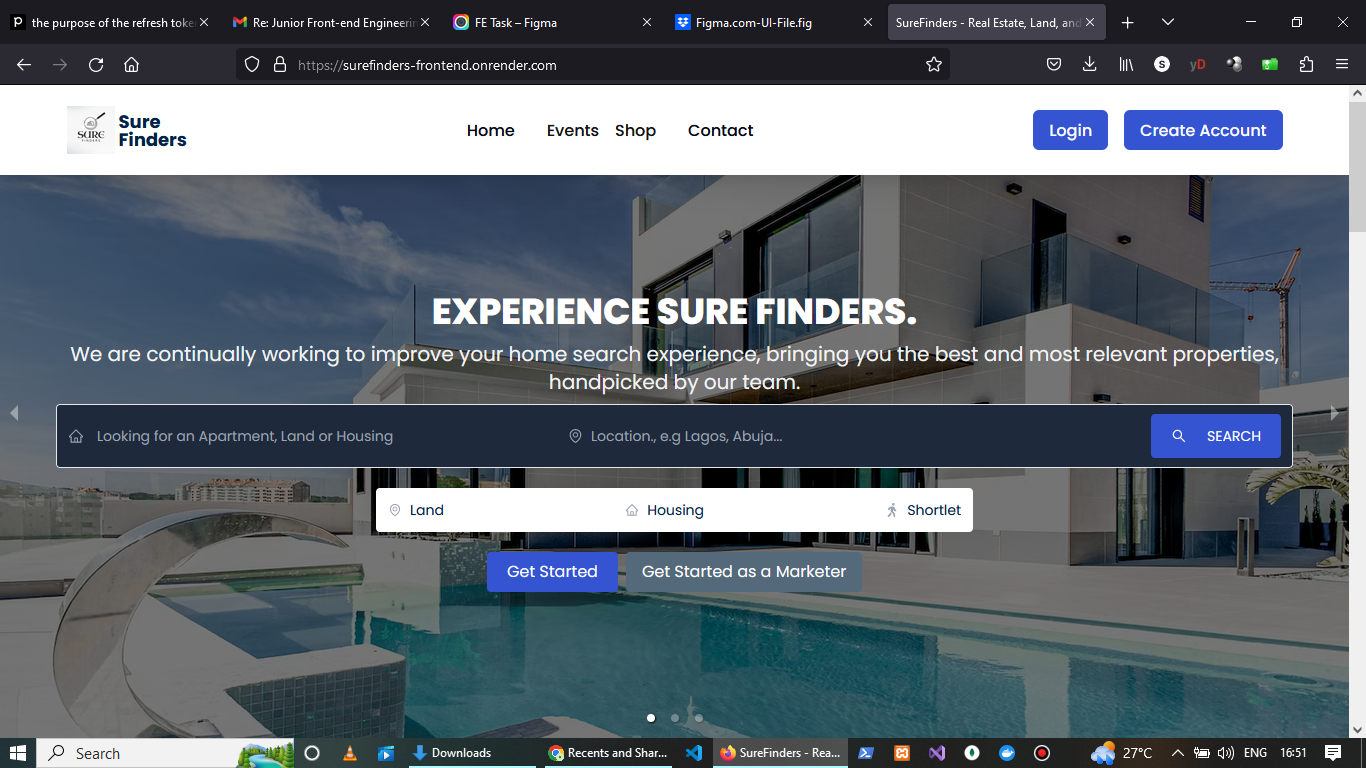 the purpose of the refresh toke
Re: Junior Front-end Engineerin
FE Task – Figma
Figma.com-UI-File.fig
SureFinders - Real Estate, Land, and
https://surefinders-frontend.onrender.com
S
yD
SURE
FINDERS
Sure
Finders
Home
Events
Shop
Contact
Login
Create Account
EXPERIENCE SURE FINDERS.
We are continually working to improve your home search experience, bringing you the best and most relevant properties,
handpicked by our team.
Looking for an Apartment, Land or Housing
Location., e.g Lagos, Abuja...
SEARCH
Land
Housing
Shortlet
Get Started
Get Started as a Marketer
Search
Downloads
Recents and Shar...
SureFinders - Rea...
27°C
ENG
16:51